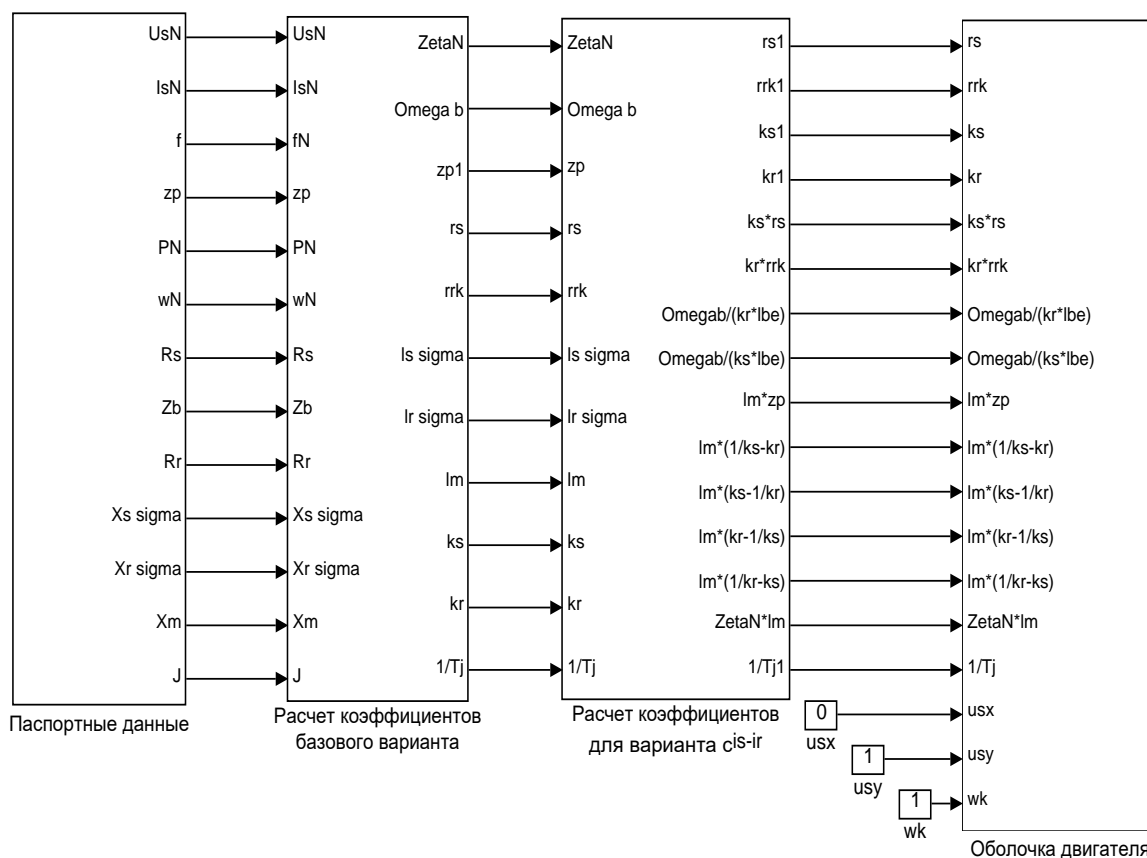 UsN
IsN
f
zp
PN
wN
Rs
Zb
Rr
Xs sigma
Xr sigma
Xm
J
Паспортные данные
UsN
IsN
fN
zp
PN
wN
Rs
Zb
Rr
Xs sigma
Xr sigma
Xm
J
ZetaN
Omega b
zp1
rs
rrk
ls sigma
lr sigma
lm
ks
kr
1/Tj
Расчет коэффициентов
базового варианта
ZetaN
Omega b
zp
rs
rrk
ls sigma
lr sigma
lm
ks
kr
1/Tj
rs1
rrk1
ks1
kr1
ks*rs
kr*rrk
Omegab/(kr*lbe)
Omegab/(ks*lbe)
lm*zp
lm*(1/ks-kr)
lm*(ks-1/kr)
lm*(kr-1/ks)
lm*(1/kr-ks)
ZetaN*lm
1/Tj1
Расчет коэффициентов
для варианта с is-ir
rs
rrk
ks
kr
ks*rs
kr*rrk
Omegab/(kr*lbe)
Omegab/(ks*lbe)
lm*zp
lm*(1/ks-kr)
lm*(ks-1/kr)
lm*(kr-1/ks)
lm*(1/kr-ks)
ZetaN*lm
1/Tj
usx
usy
wk
0
usx
1
usy
1
wk
Оболочка двигателя